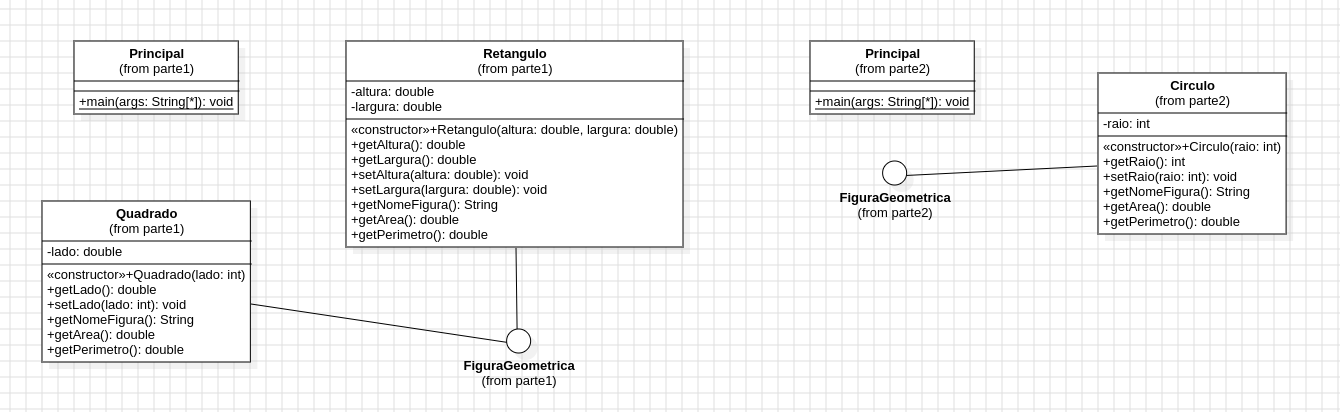 Principal
(from parte1)
+main(args: String[*]): void
Retangulo
(from parte1)
-altura: double
-largura: double
«constructor»+Retangulo(altura: double, largura: double)
+getAltura(): double
+getLargura(): double
+setAltura(altura: double): void
+setLargura(largura: double): void
+getNomeFigura(): String
+getArea(): double
+getPerimetro(): double
Principal
(from parte2)
+main(args: String[*]): void
Circulo
(from parte2)
-raio: int
«constructor»+Circulo(raio: int)
+getRaio(): int
+setRaio(raio: int): void
+getNomeFigura(): String
+getArea(): double
+getPerimetro(): double
FiguraGeometrica
(from parte2)
Quadrado
(from parte1)
-lado: double
«constructor»+Quadrado(lado: int)
+getLado(): double
+setLado(lado: int): void
+getNomeFigura(): String
+getArea(): double
+getPerimetro(): double
FiguraGeometrica
(from parte1)